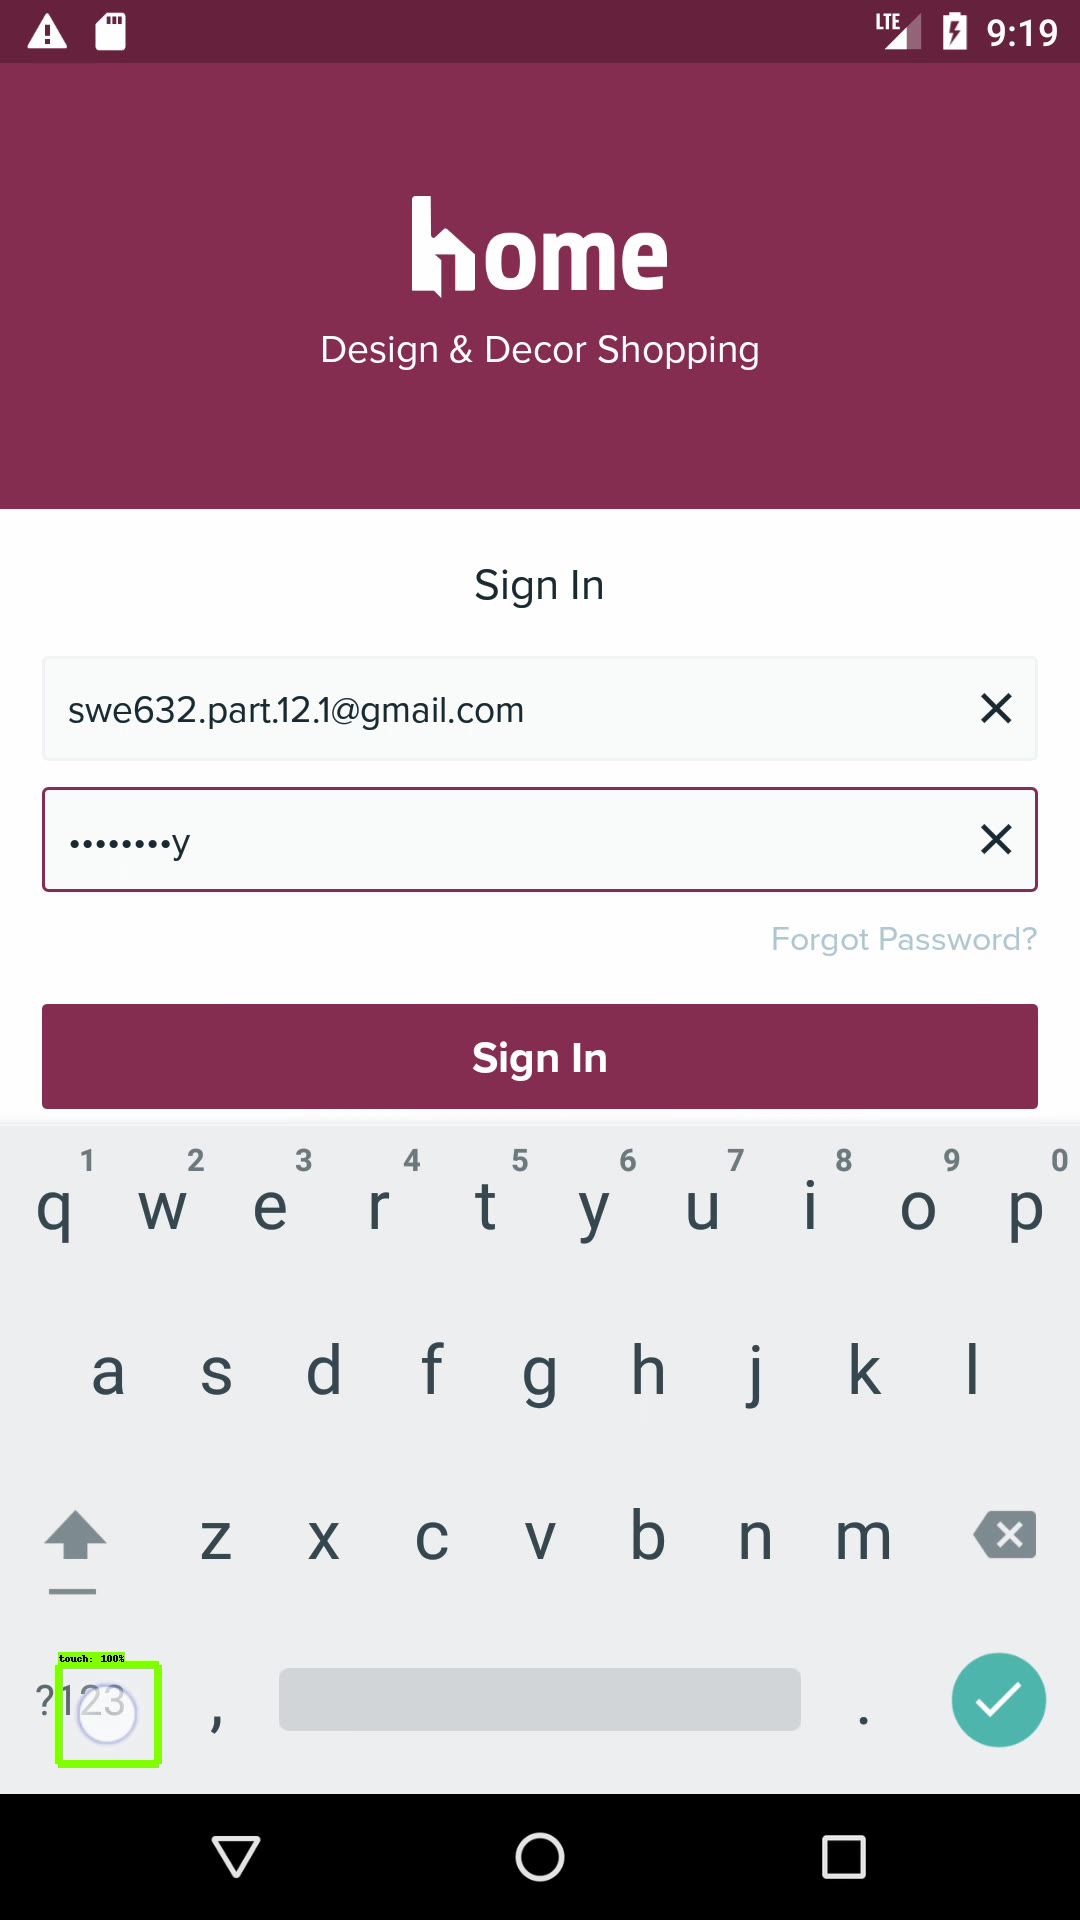 LTE 9:19
home
Design & Decor Shopping
Sign In
swe632.part.12.1@gmail.com
••••••••y
Forgot Password?
Sign In
1 2 3 4 5 6 7 8 9 0
q w e r t y u i o p
a s d f g h j k l
z x c v b n m
touch: 100%
?123 , .